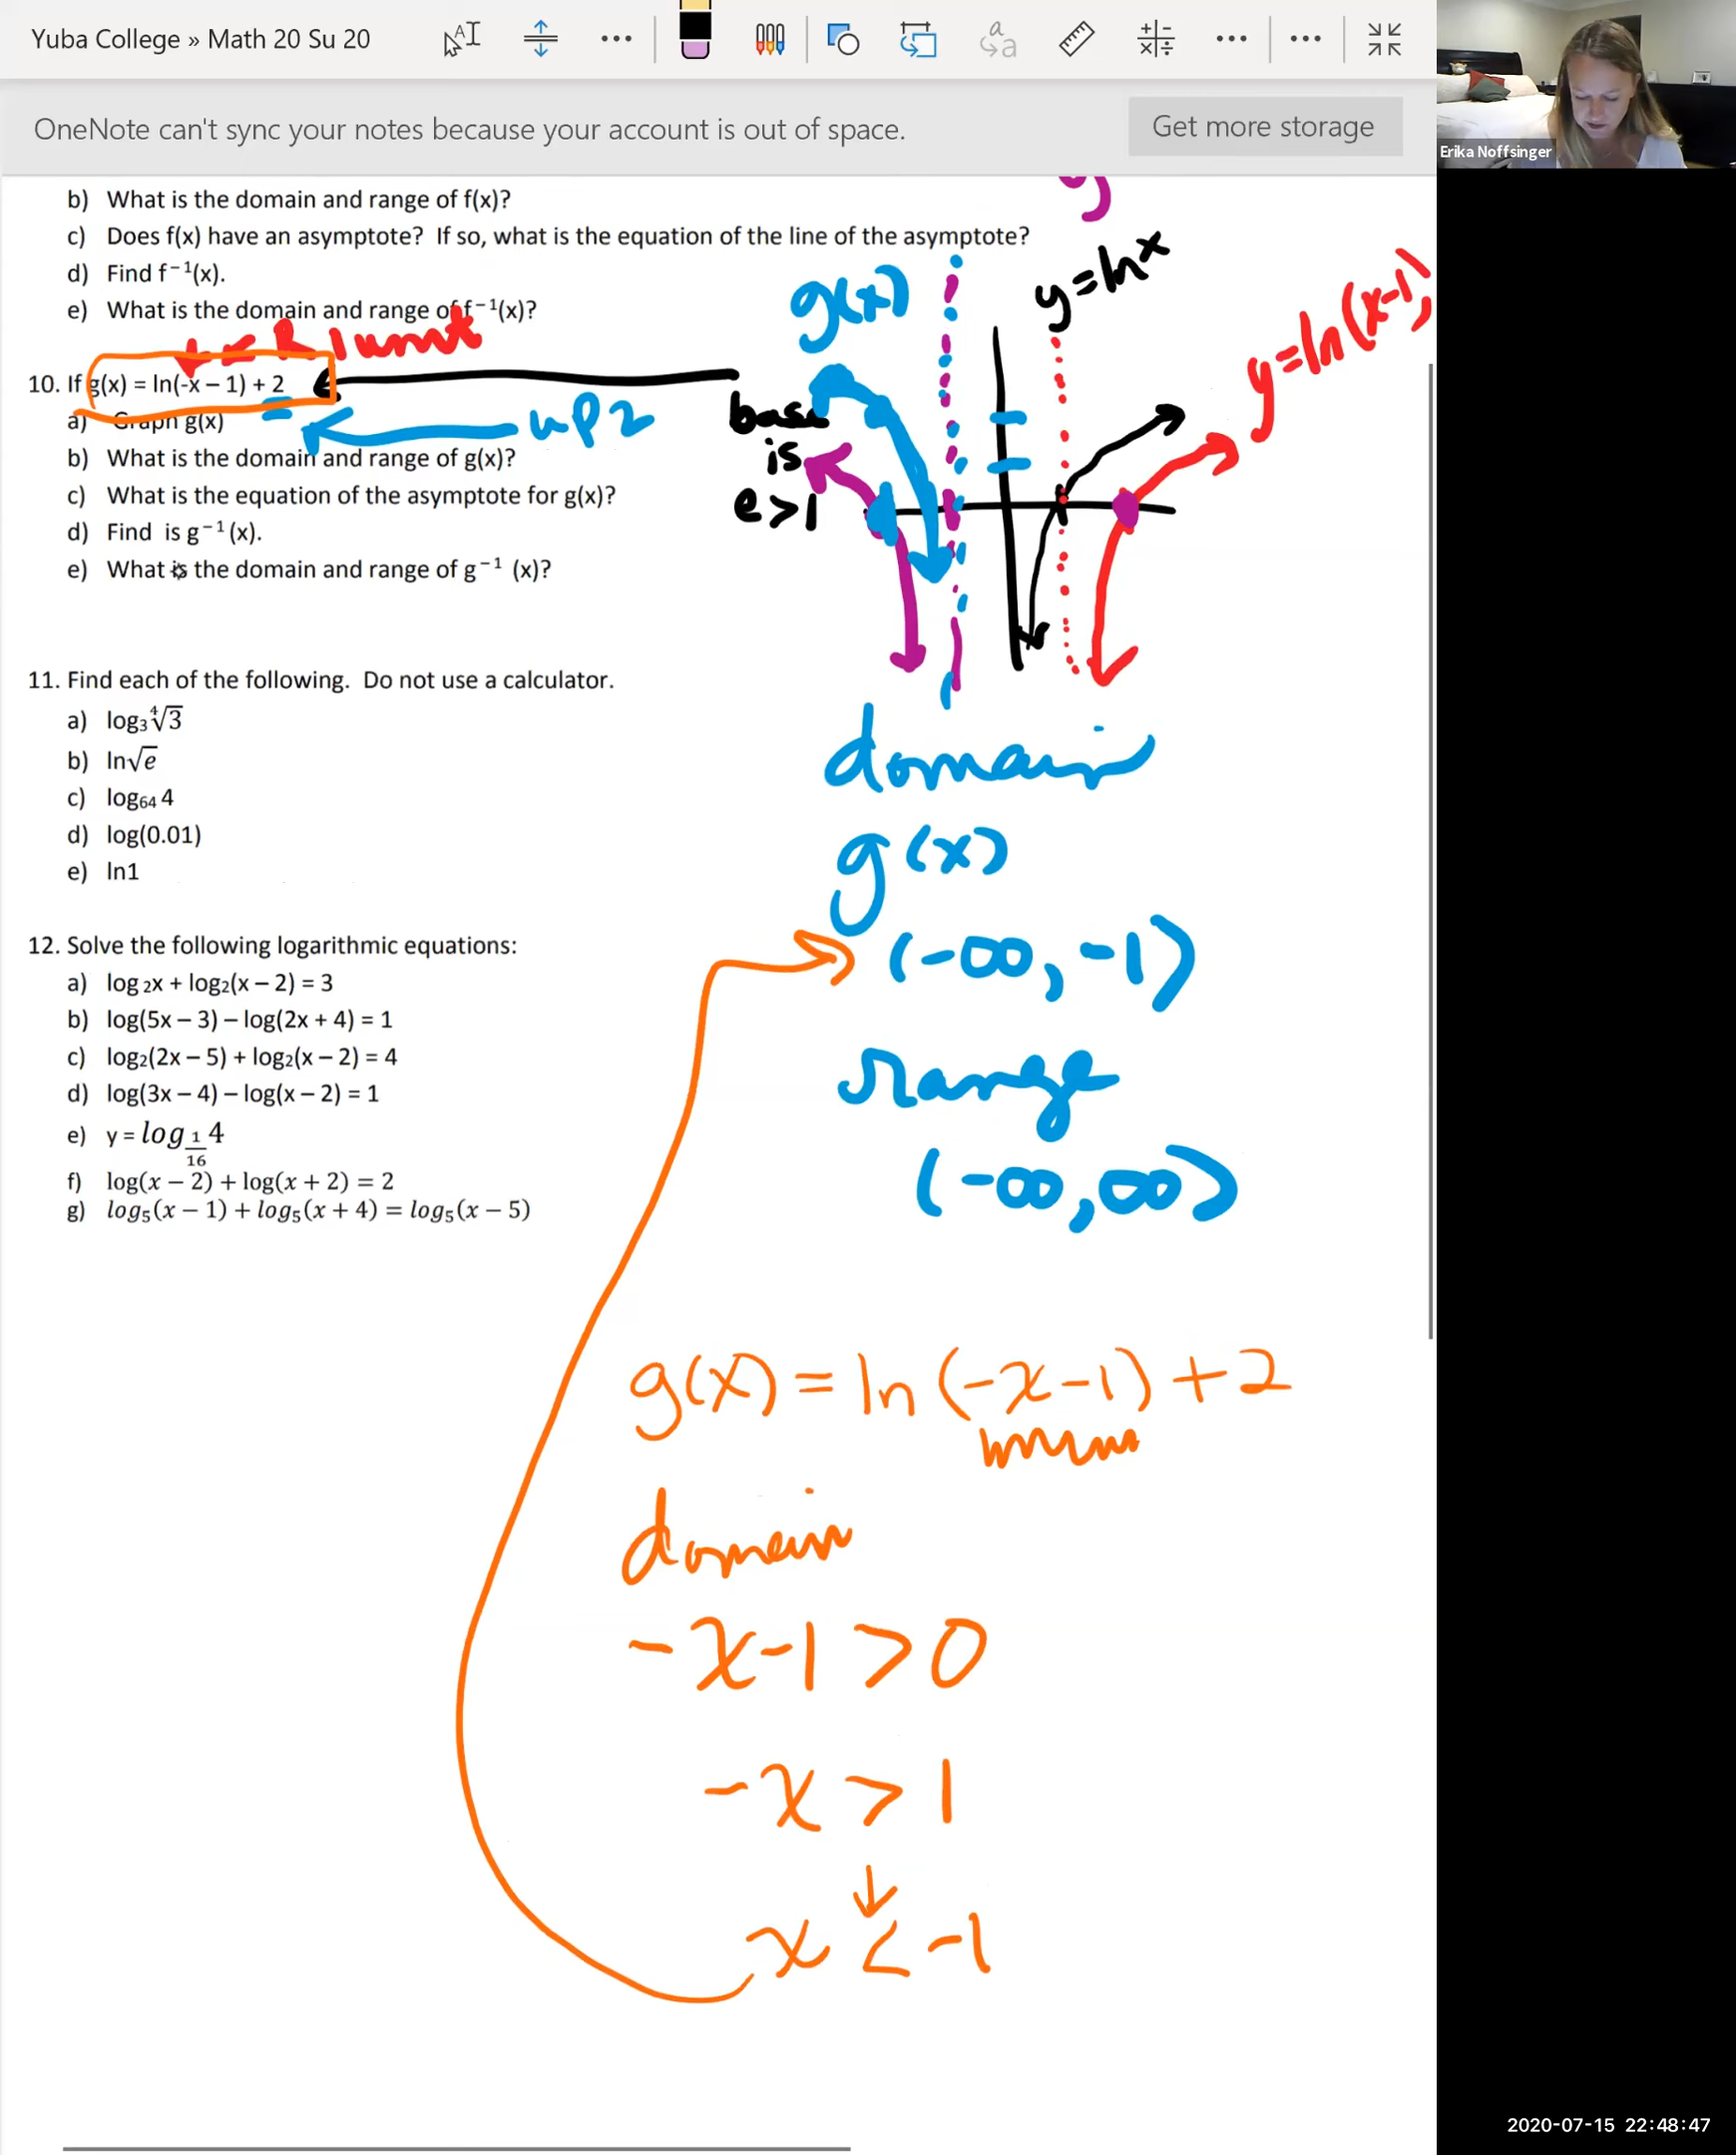 Yuba College » Math 20 Su 20
OneNote can't sync your notes because your account is out of space.
Get more storage
Erika Noffsinger
b) What is the domain and range of f(x)?
c) Does f(x) have an asymptote? If so, what is the equation of the line of the asymptote?
d) Find f⁻¹(x).
e) What is the domain and range of f⁻¹(x)?
R 1 unit
10. If g(x) = ln(-x – 1) + 2
up 2
a) Graph g(x)
b) What is the domain and range of g(x)?
c) What is the equation of the asymptote for g(x)?
d) Find is g⁻¹(x).
e) What is the domain and range of g⁻¹ (x)?
g(x)
y=lnx
y=ln(x-1)
base
is
e>1
11. Find each of the following. Do not use a calculator.
a) log₃∜3
b) ln√e
c) log₆₄ 4
d) log(0.01)
e) ln1
12. Solve the following logarithmic equations:
a) log ₂x + log₂(x – 2) = 3
b) log(5x – 3) – log(2x + 4) = 1
c) log₂(2x – 5) + log₂(x – 2) = 4
d) log(3x – 4) – log(x – 2) = 1
e) y = log_(1/16) 4
f) log(x − 2) + log(x + 2) = 2
g) log₅(x − 1) + log₅(x + 4) = log₅(x − 5)
domain
g(x)
(-∞, -1)
range
(-∞, ∞)
g(x) = ln(-x-1)+2
domain
-x-1 > 0
-x > 1
x < -1
2020-07-15 22:48:47